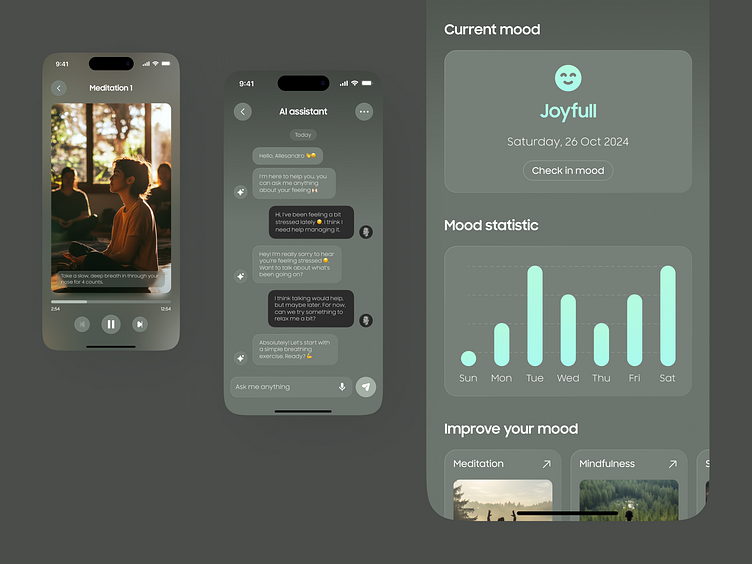 9:41
Meditation 1
Take a slow, deep breath in through your
nose for 4 counts.
2:54
12:54
9:41
AI assistant
Today
Hello, Allesandra
I'm here to help you, you
can ask me anything
about your feeling
Hi, I've been feeling a bit
stressed lately 😔. I think I
need help managing it.
Hey! I'm really sorry to hear
you're feeling stressed 😔.
Want to talk about what's
been going on?
I think talking would help,
but maybe later. For now,
can we try something to
relax me a bit?
Absolutely! Let's start with
a simple breathing
exercise. Ready? 💪
Ask me anything
Current mood
Joyfull
Saturday, 26 Oct 2024
Check in mood
Mood statistic
Sun Mon Tue Wed Thu Fri Sat
Improve your mood
Meditation
Mindfulness
S